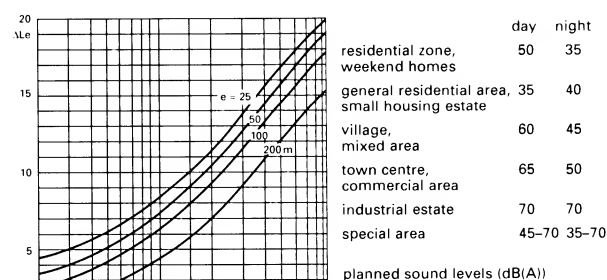 20
ΔLe
15
10
5
e = 25
50
100
200 m
day night
residential zone, 50 35
weekend homes
general residential area, 35 40
small housing estate
village, 60 45
mixed area
town centre, 65 50
commercial area
industrial estate 70 70
special area 45–70 35–70
planned sound levels (dB(A))